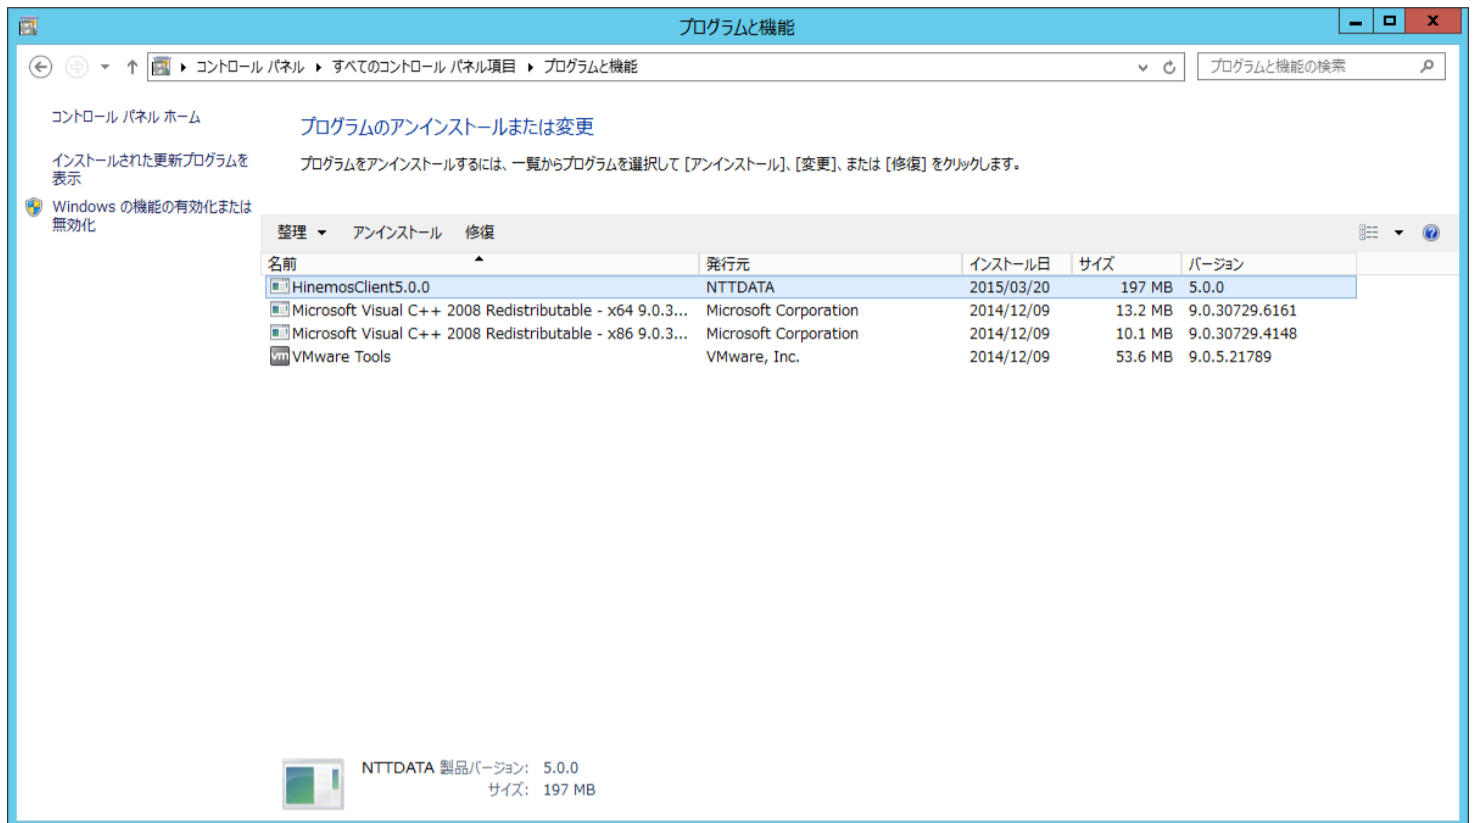 プログラムと機能
コントロール パネル ▸ すべてのコントロール パネル項目 ▸ プログラムと機能
プログラムと機能の検索
コントロール パネル ホーム
インストールされた更新プログラムを
表示
Windows の機能の有効化または
無効化
プログラムのアンインストールまたは変更
プログラムをアンインストールするには、一覧からプログラムを選択して [アンインストール]、[変更]、または [修復] をクリックします。
整理 アンインストール 修復
名前 発行元 インストール日 サイズ バージョン
HinemosClient5.0.0 NTTDATA 2015/03/20 197 MB 5.0.0
Microsoft Visual C++ 2008 Redistributable - x64 9.0.3... Microsoft Corporation 2014/12/09 13.2 MB 9.0.30729.6161
Microsoft Visual C++ 2008 Redistributable - x86 9.0.3... Microsoft Corporation 2014/12/09 10.1 MB 9.0.30729.4148
vm VMware Tools VMware, Inc. 2014/12/09 53.6 MB 9.0.5.21789
NTTDATA 製品バージョン: 5.0.0
サイズ: 197 MB